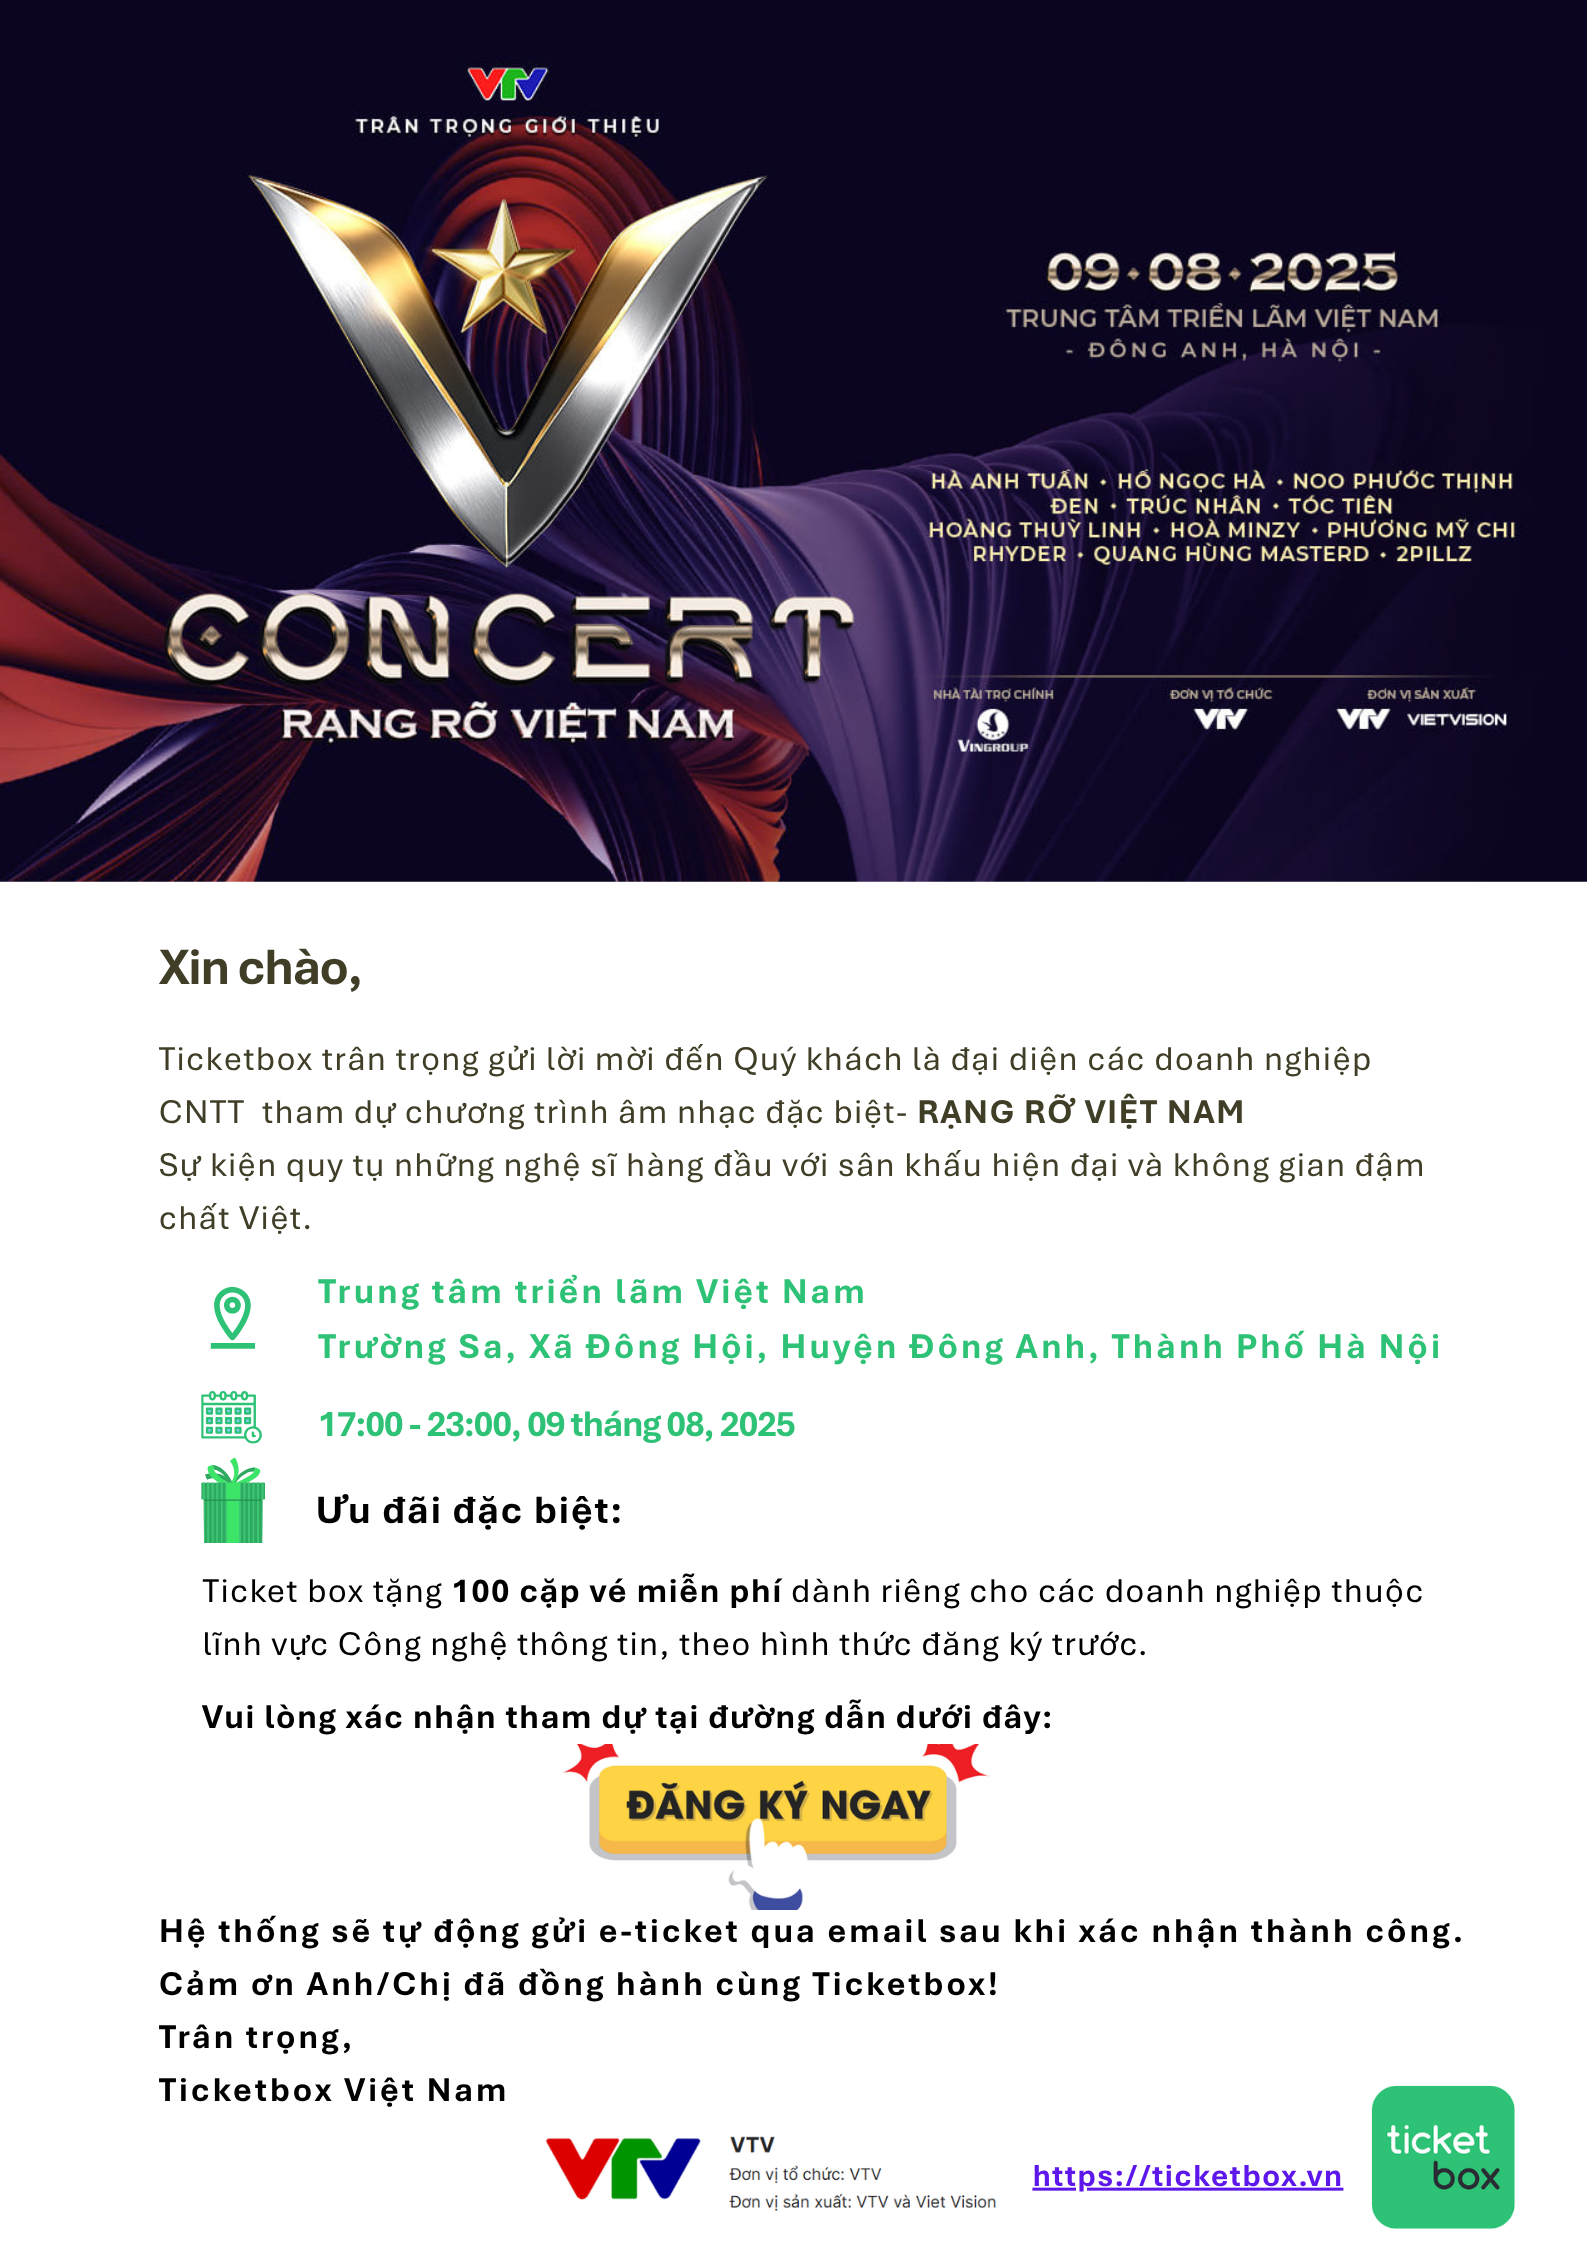 VTV
TRÂN TRỌNG GIỚI THIỆU
V
CONCERT
RẠNG RỠ VIỆT NAM
09•08•2025
TRUNG TÂM TRIỂN LÃM VIỆT NAM
- ĐÔNG ANH, HÀ NỘI -
HÀ ANH TUẤN • HỒ NGỌC HÀ • NOO PHƯỚC THỊNH
ĐEN • TRÚC NHÂN • TÓC TIÊN
HOÀNG THUỲ LINH • HOÀ MINZY • PHƯƠNG MỸ CHI
RHYDER • QUANG HÙNG MASTERD • 2PILLZ
NHÀ TÀI TRỢ CHÍNH
VINGROUP
ĐƠN VỊ TỔ CHỨC
VTV
ĐƠN VỊ SẢN XUẤT
VTV VIETVISION
Xin chào,
Ticketbox trân trọng gửi lời mời đến Quý khách là đại diện các doanh nghiệp
CNTT  tham dự chương trình âm nhạc đặc biệt- RẠNG RỠ VIỆT NAM
Sự kiện quy tụ những nghệ sĩ hàng đầu với sân khấu hiện đại và không gian đậm
chất Việt.
Trung tâm triển lãm Việt Nam
Trường Sa, Xã Đông Hội, Huyện Đông Anh, Thành Phố Hà Nội
17:00 - 23:00, 09 tháng 08, 2025
Ưu đãi đặc biệt:
Ticket box tặng 100 cặp vé miễn phí dành riêng cho các doanh nghiệp thuộc
lĩnh vực Công nghệ thông tin, theo hình thức đăng ký trước.
Vui lòng xác nhận tham dự tại đường dẫn dưới đây:
ĐĂNG KÝ NGAY
Hệ thống sẽ tự động gửi e-ticket qua email sau khi xác nhận thành công.
Cảm ơn Anh/Chị đã đồng hành cùng Ticketbox!
Trân trọng,
Ticketbox Việt Nam
VTV
VTV
Đơn vị tổ chức: VTV
Đơn vị sản xuất: VTV và Viet Vision
https://ticketbox.vn
ticket
box